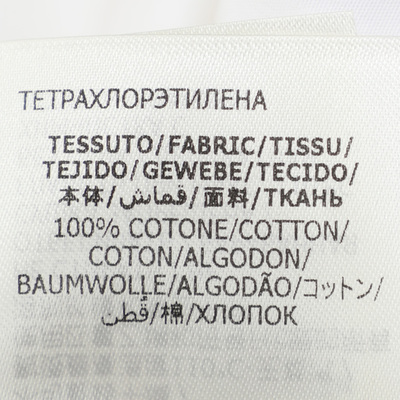 ТЕТРАХЛОРЭТИЛЕНА
TESSUTO/FABRIC/TISSU/
TEJIDO/GEWEBE/TECIDO/
本体/قماش/面料/ТКАНЬ
100% COTONE/COTTON/
COTON/ALGODON/
BAUMWOLLE/ALGODÃO/コットン/
قُطن/棉/ХЛОПОК